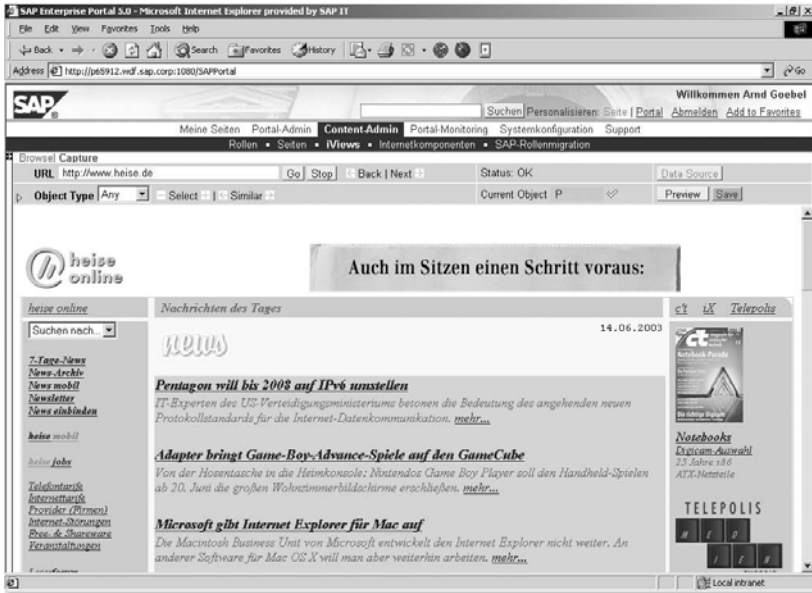 SAP Enterprise Portal 5.0 - Microsoft Internet Explorer provided by SAP IT
File Edit View Favorites Tools Help
Back Search Favorites History
Address http://p65912.wdf.sap.corp:1080/SAPPortal Go
Willkommen Arnd Goebel
SAP Suchen Personalisieren: Seite | Portal Abmelden Add to Favorites
Meine Seiten Portal-Admin Content-Admin Portal-Monitoring Systemkonfiguration Support
Rollen Seiten iViews Internetkomponenten SAP-Rollenmigration
Browsel Capture
URL http://www.heise.de Go Stop Back | Next Status: OK Data Source
Object Type Any Select | Similar Current Object P Preview Save
heise online
Auch im Sitzen einen Schritt voraus:
heise online
Suchen nach...
7-Tage-News
News-Archiv
News mobil
Newsletter
News einbinden
heise mobil
heise jobs
Telefontarife
Internettarife
Provider (Firmen)
Internet-Störungen
Free- & Shareware
Veranstaltungen
Nachrichten des Tages
news
14.06.2003
Pentagon will bis 2008 auf IPv6 umstellen
IT-Experten des US-Verteidigungsministeriums betonen die Bedeutung des angehenden neuen
Protokollstandards für die Internet-Datenkommunikation. mehr...
Adapter bringt Game-Boy-Advance-Spiele auf den GameCube
Von der Hosentasche in die Heimkonsole: Nintendos Game Boy Player soll den Handheld-Spielen
ab 20. Juni die großen Wohnzimmerbildschirme erschließen. mehr...
Microsoft gibt Internet Explorer für Mac auf
Die Macintosh Business Unit von Microsoft entwickelt den Internet Explorer nicht weiter. An
anderer Software für Mac OS X will man aber weiterhin arbeiten. mehr...
c't iX Telepolis
c't
Notebook-Parade
Die richtige Digicam
Notebooks
Digicam-Auswahl
25 Jahre x86
ATX-Netzteile
TELEPOLIS
M E D
I E N
Local intranet